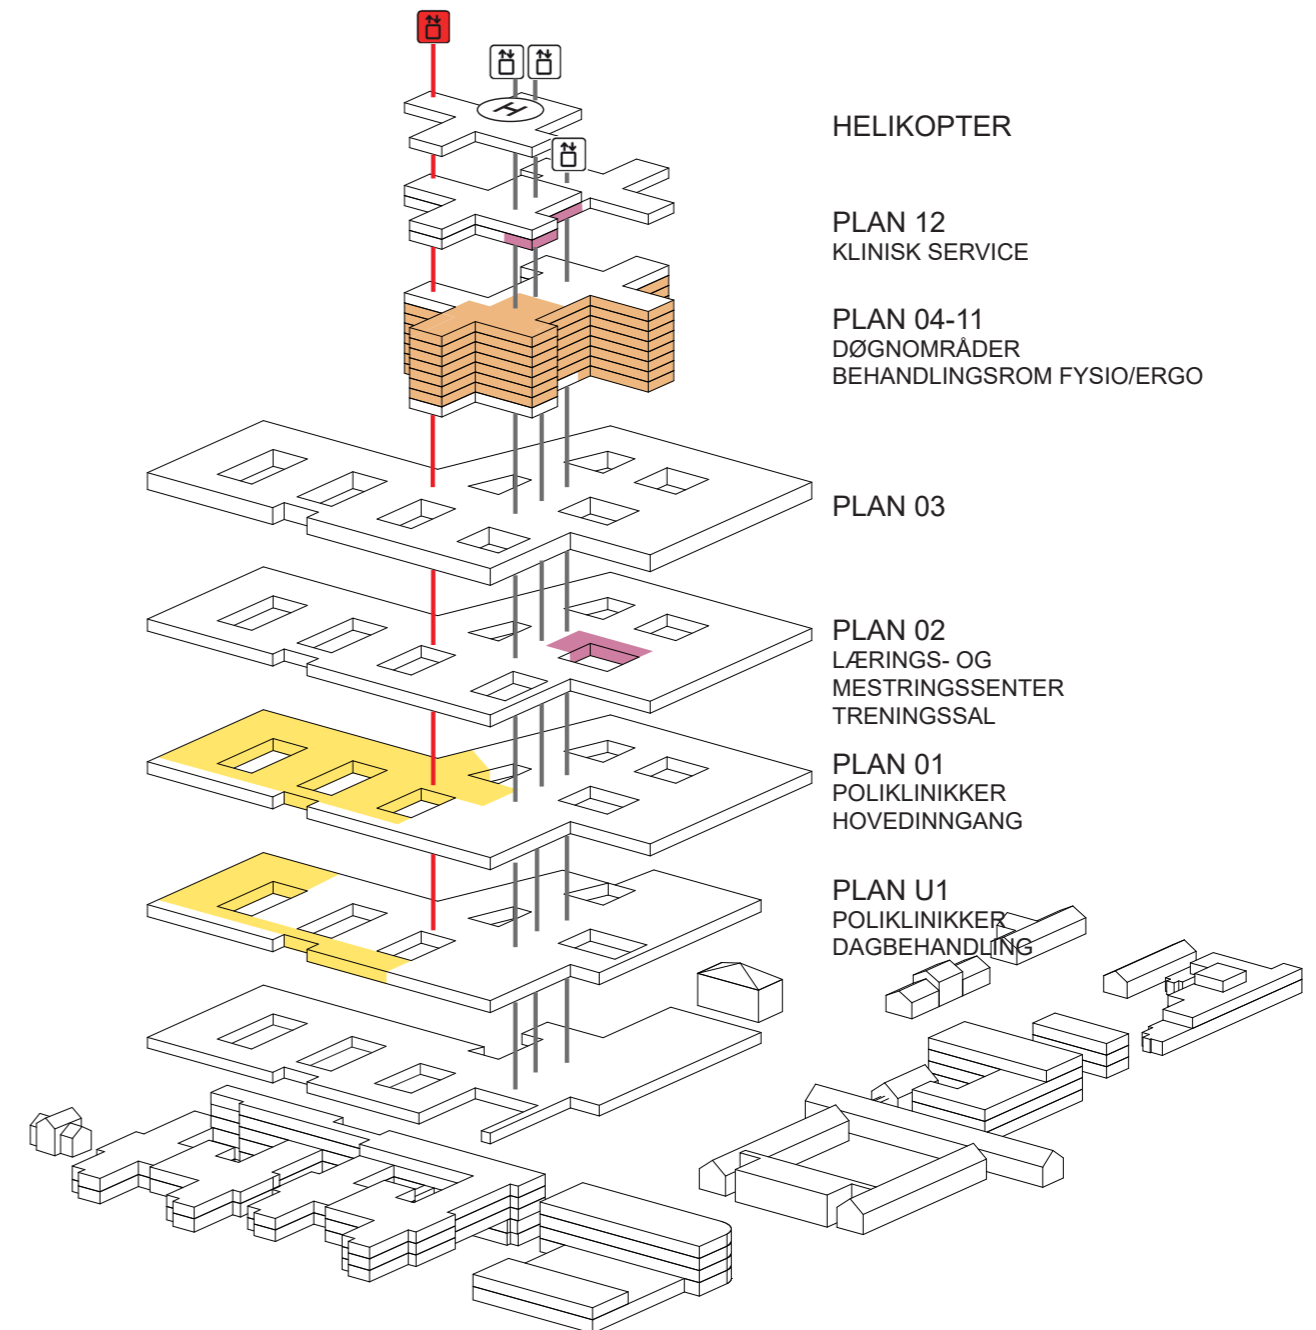 H
HELIKOPTER
PLAN 12
KLINISK SERVICE
PLAN 04-11
DØGNOMRÅDER
BEHANDLINGSROM FYSIO/ERGO
PLAN 03
PLAN 02
LÆRINGS- OG
MESTRINGSSENTER
TRENINGSSAL
PLAN 01
POLIKLINIKKER
HOVEDINNGANG
PLAN U1
POLIKLINIKKER
DAGBEHANDLING